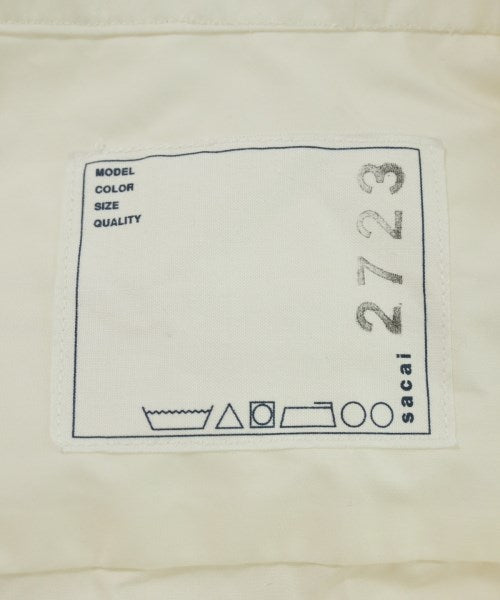 MODEL
COLOR
SIZE
QUALITY
2723
sacai